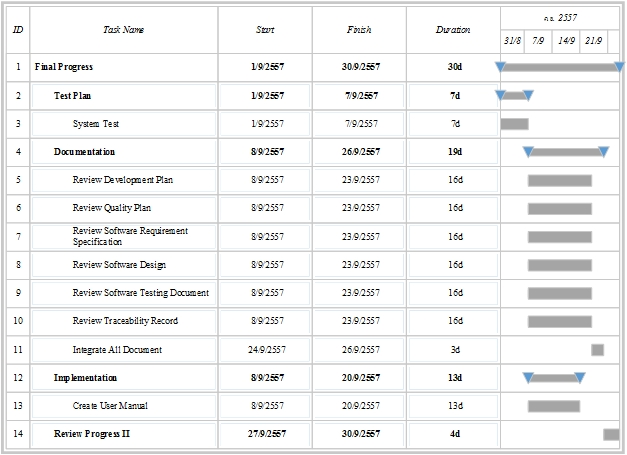 ID Task Name Start Finish Duration ก.ย. 2557
31/8 7/9 14/9 21/9
1 Final Progress 1/9/2557 30/9/2557 30d
2 Test Plan 1/9/2557 7/9/2557 7d
3 System Test 1/9/2557 7/9/2557 7d
4 Documentation 8/9/2557 26/9/2557 19d
5 Review Development Plan 8/9/2557 23/9/2557 16d
6 Review Quality Plan 8/9/2557 23/9/2557 16d
7 Review Software Requirement
Specification 8/9/2557 23/9/2557 16d
8 Review Software Design 8/9/2557 23/9/2557 16d
9 Review Software Testing Document 8/9/2557 23/9/2557 16d
10 Review Traceability Record 8/9/2557 23/9/2557 16d
11 Integrate All Document 24/9/2557 26/9/2557 3d
12 Implementation 8/9/2557 20/9/2557 13d
13 Create User Manual 8/9/2557 20/9/2557 13d
14 Review Progress II 27/9/2557 30/9/2557 4d